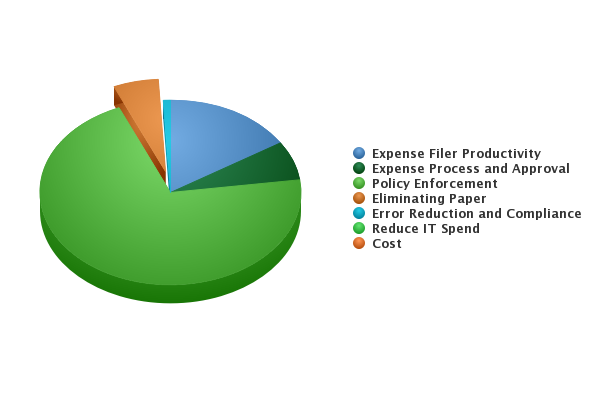 Expense Filer Productivity
Expense Process and Approval
Policy Enforcement
Eliminating Paper
Error Reduction and Compliance
Reduce IT Spend
Cost